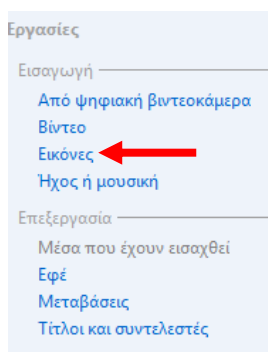 Εργασίες
Εισαγωγή
Από ψηφιακή βιντεοκάμερα
Βίντεο
Εικόνες
Ήχος ή μουσική
Επεξεργασία
Μέσα που έχουν εισαχθεί
Εφέ
Μεταβάσεις
Τίτλοι και συντελεστές